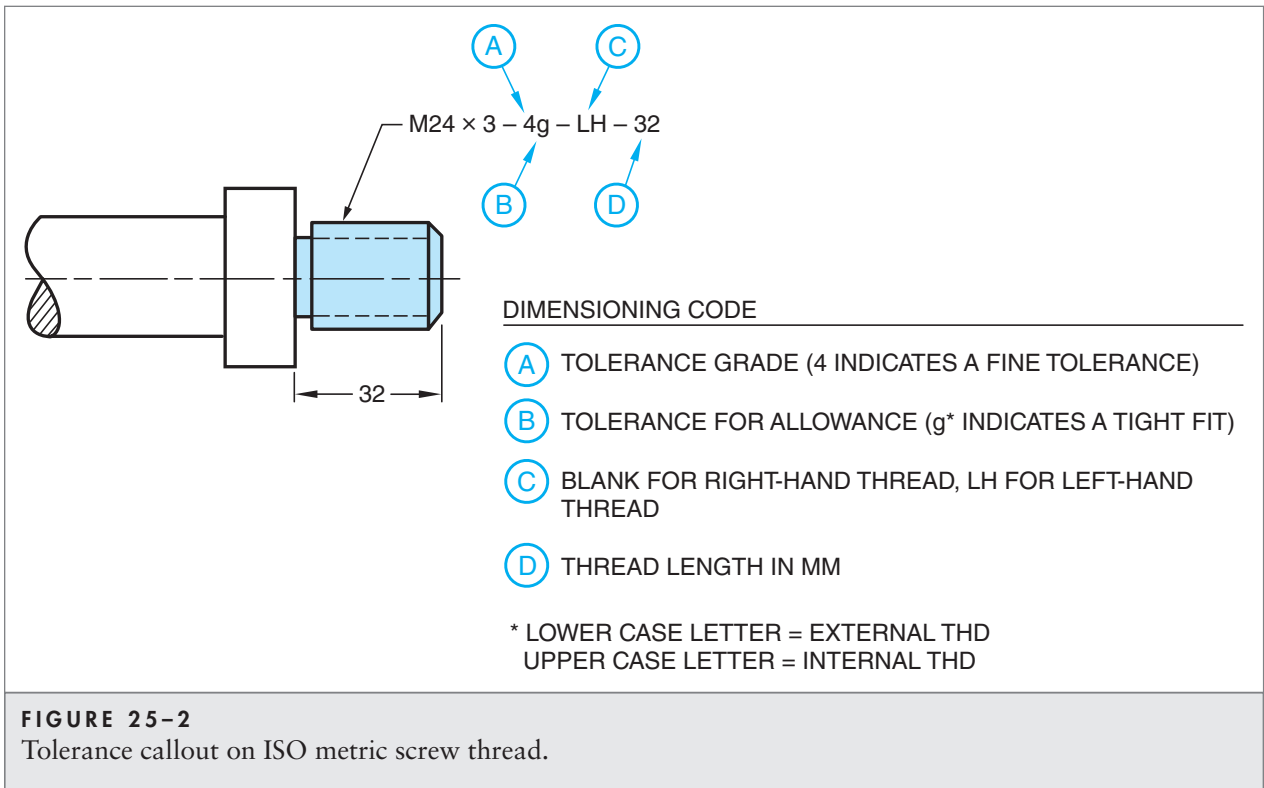 A
C
M24 × 3 – 4g – LH – 32
B
D
32
DIMENSIONING CODE
A TOLERANCE GRADE (4 INDICATES A FINE TOLERANCE)
B TOLERANCE FOR ALLOWANCE (g* INDICATES A TIGHT FIT)
C BLANK FOR RIGHT-HAND THREAD, LH FOR LEFT-HAND
THREAD
D THREAD LENGTH IN MM
* LOWER CASE LETTER = EXTERNAL THD
UPPER CASE LETTER = INTERNAL THD
FIGURE 25–2
Tolerance callout on ISO metric screw thread.